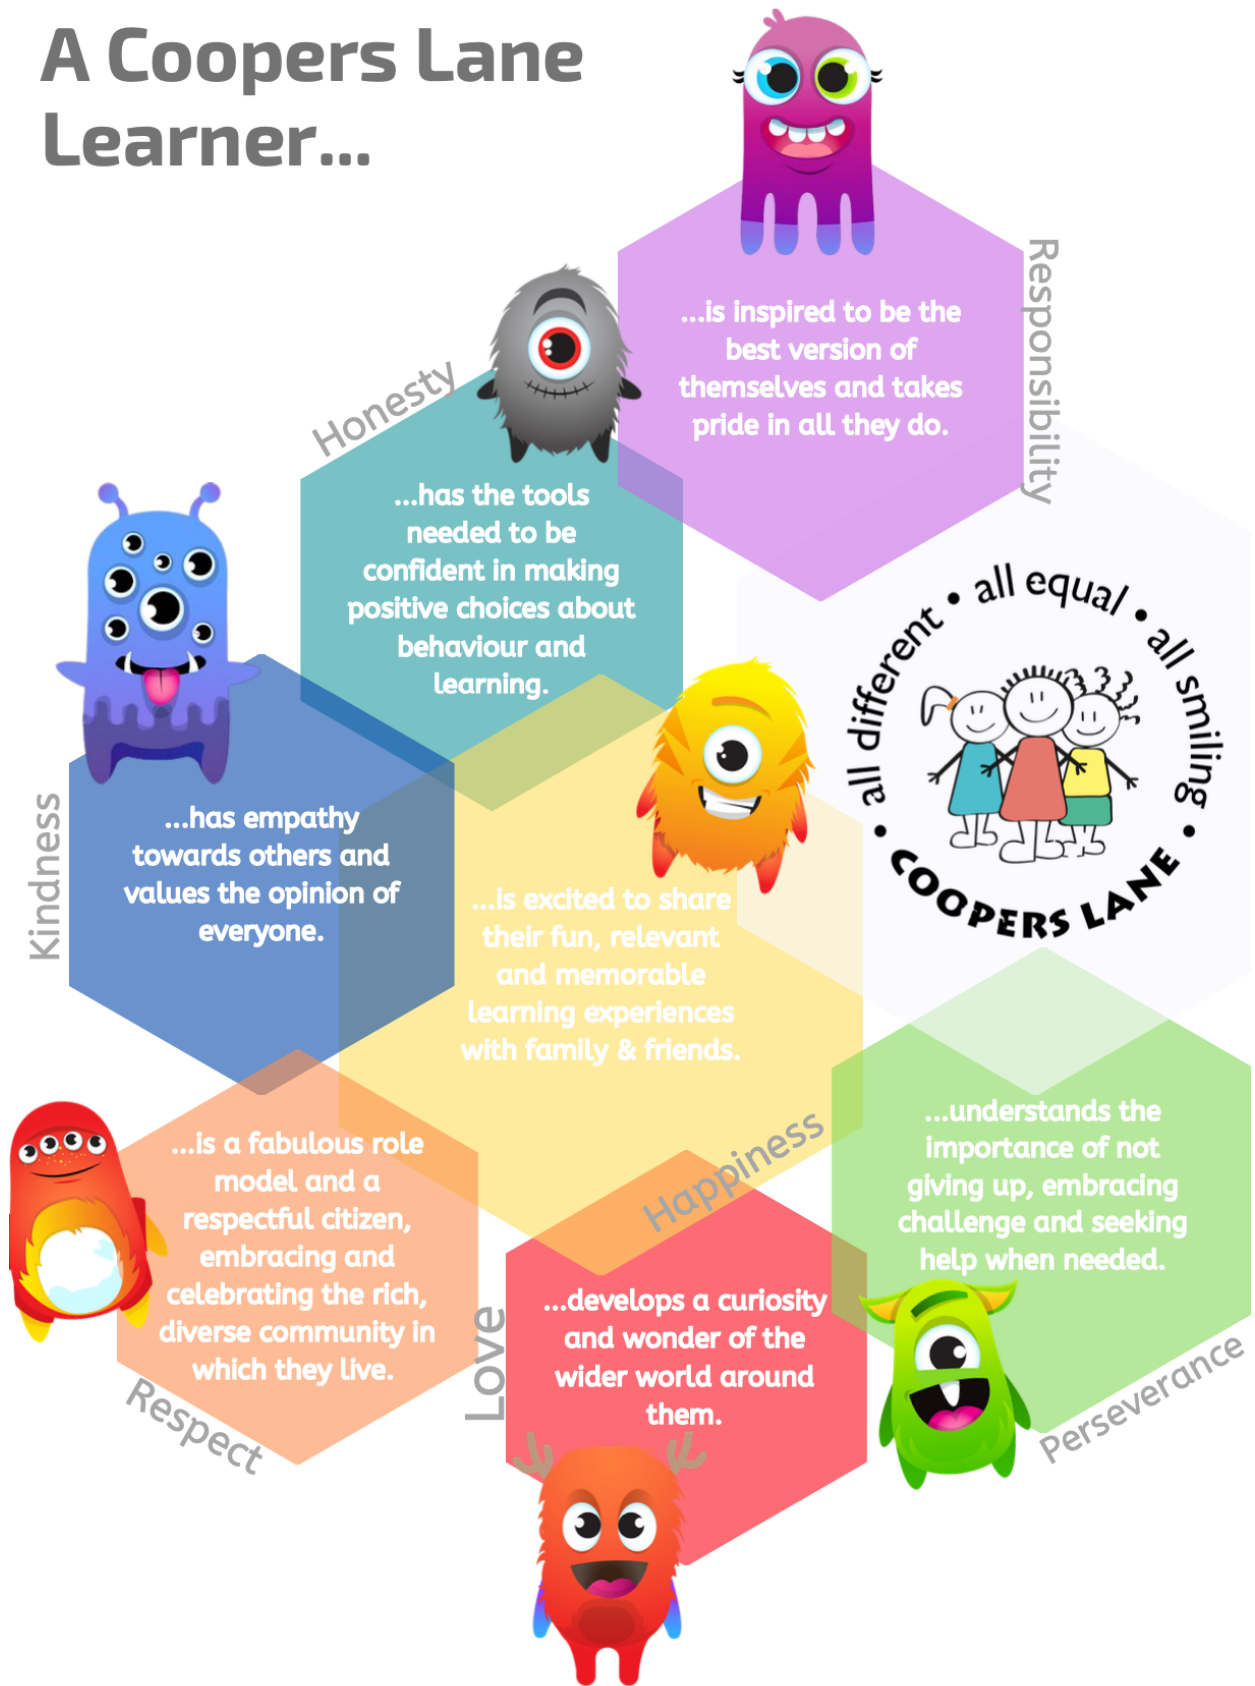 A Coopers Lane
Learner...
Responsibility
...is inspired to be the
best version of
themselves and takes
pride in all they do.
Honesty
...has the tools
needed to be
confident in making
positive choices about
behaviour and
learning.
• all different • all equal • all smiling •
COOPERS LANE
Kindness
...has empathy
towards others and
values the opinion of
everyone.
...is excited to share
their fun, relevant
and memorable
learning experiences
with family & friends.
Happiness
...understands the
importance of not
giving up, embracing
challenge and seeking
help when needed.
Perseverance
...is a fabulous role
model and a
respectful citizen,
embracing and
celebrating the rich,
diverse community in
which they live.
Respect
Love
...develops a curiosity
and wonder of the
wider world around
them.